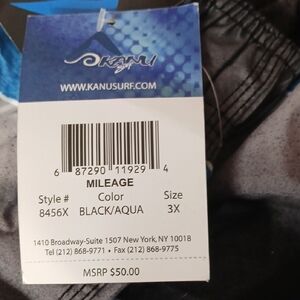 KANU
Surf
WWW.KANUSURF.COM
6 87290 11929 4
MILEAGE
Style # Color Size
8456X BLACK/AQUA 3X
1410 Broadway-Suite 1507 New York, NY 10018
Tel (212) 868-9771 • Fax (212) 868-9775
MSRP $50.00